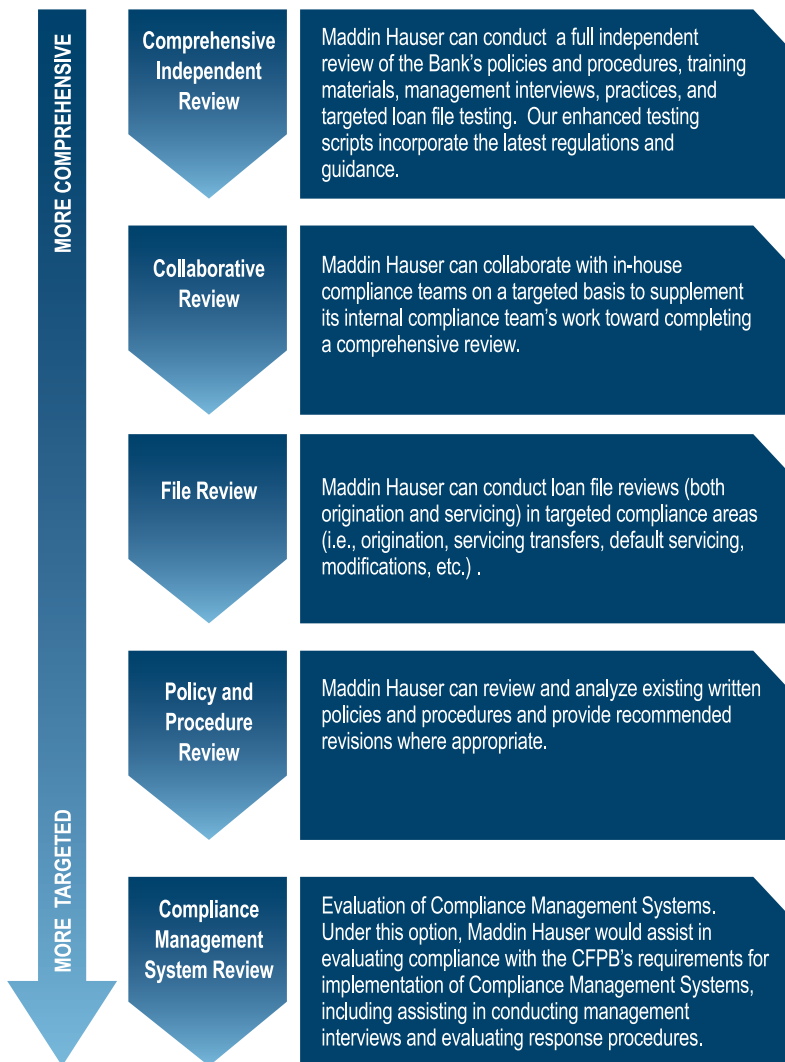 MORE COMPREHENSIVE
Comprehensive
Independent
Review
Maddin Hauser can conduct  a full independent
review of the Bank’s policies and procedures, training
materials, management interviews, practices, and
targeted loan file testing.  Our enhanced testing
scripts incorporate the latest regulations and
guidance.
Collaborative
Review
Maddin Hauser can collaborate with in-house
compliance teams on a targeted basis to supplement
its internal compliance team’s work toward completing
a comprehensive review.
File Review
Maddin Hauser can conduct loan file reviews (both
origination and servicing) in targeted compliance areas
(i.e., origination, servicing transfers, default servicing,
modifications, etc.) .
Policy and
Procedure
Review
Maddin Hauser can review and analyze existing written
policies and procedures and provide recommended
revisions where appropriate.
MORE TARGETED
Compliance
Management
System Review
Evaluation of Compliance Management Systems.
Under this option, Maddin Hauser would assist in
evaluating compliance with the CFPB’s requirements for
implementation of Compliance Management Systems,
including assisting in conducting management
interviews and evaluating response procedures.